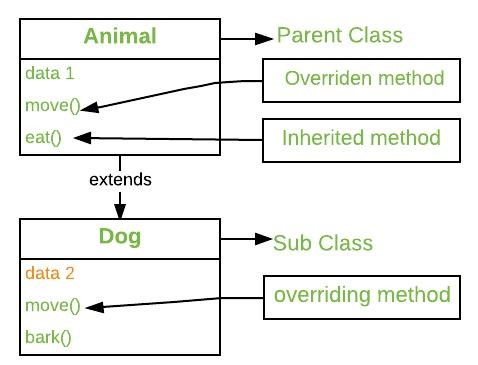 Animal
Parent Class
data 1
Overriden method
move()
eat()
Inherited method
extends
Dog
Sub Class
data 2
move()
overriding method
bark()